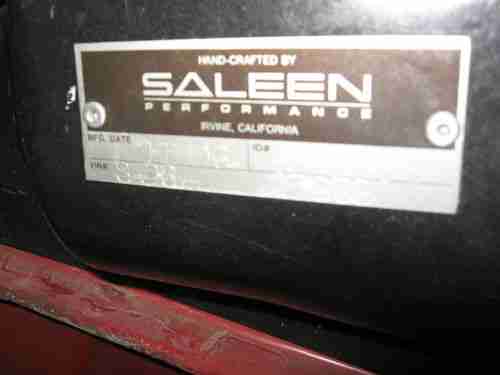 HAND-CRAFTED BY
SALEEN
PERFORMANCE
IRVINE, CALIFORNIA
MFG. DATE ID#
VIN#